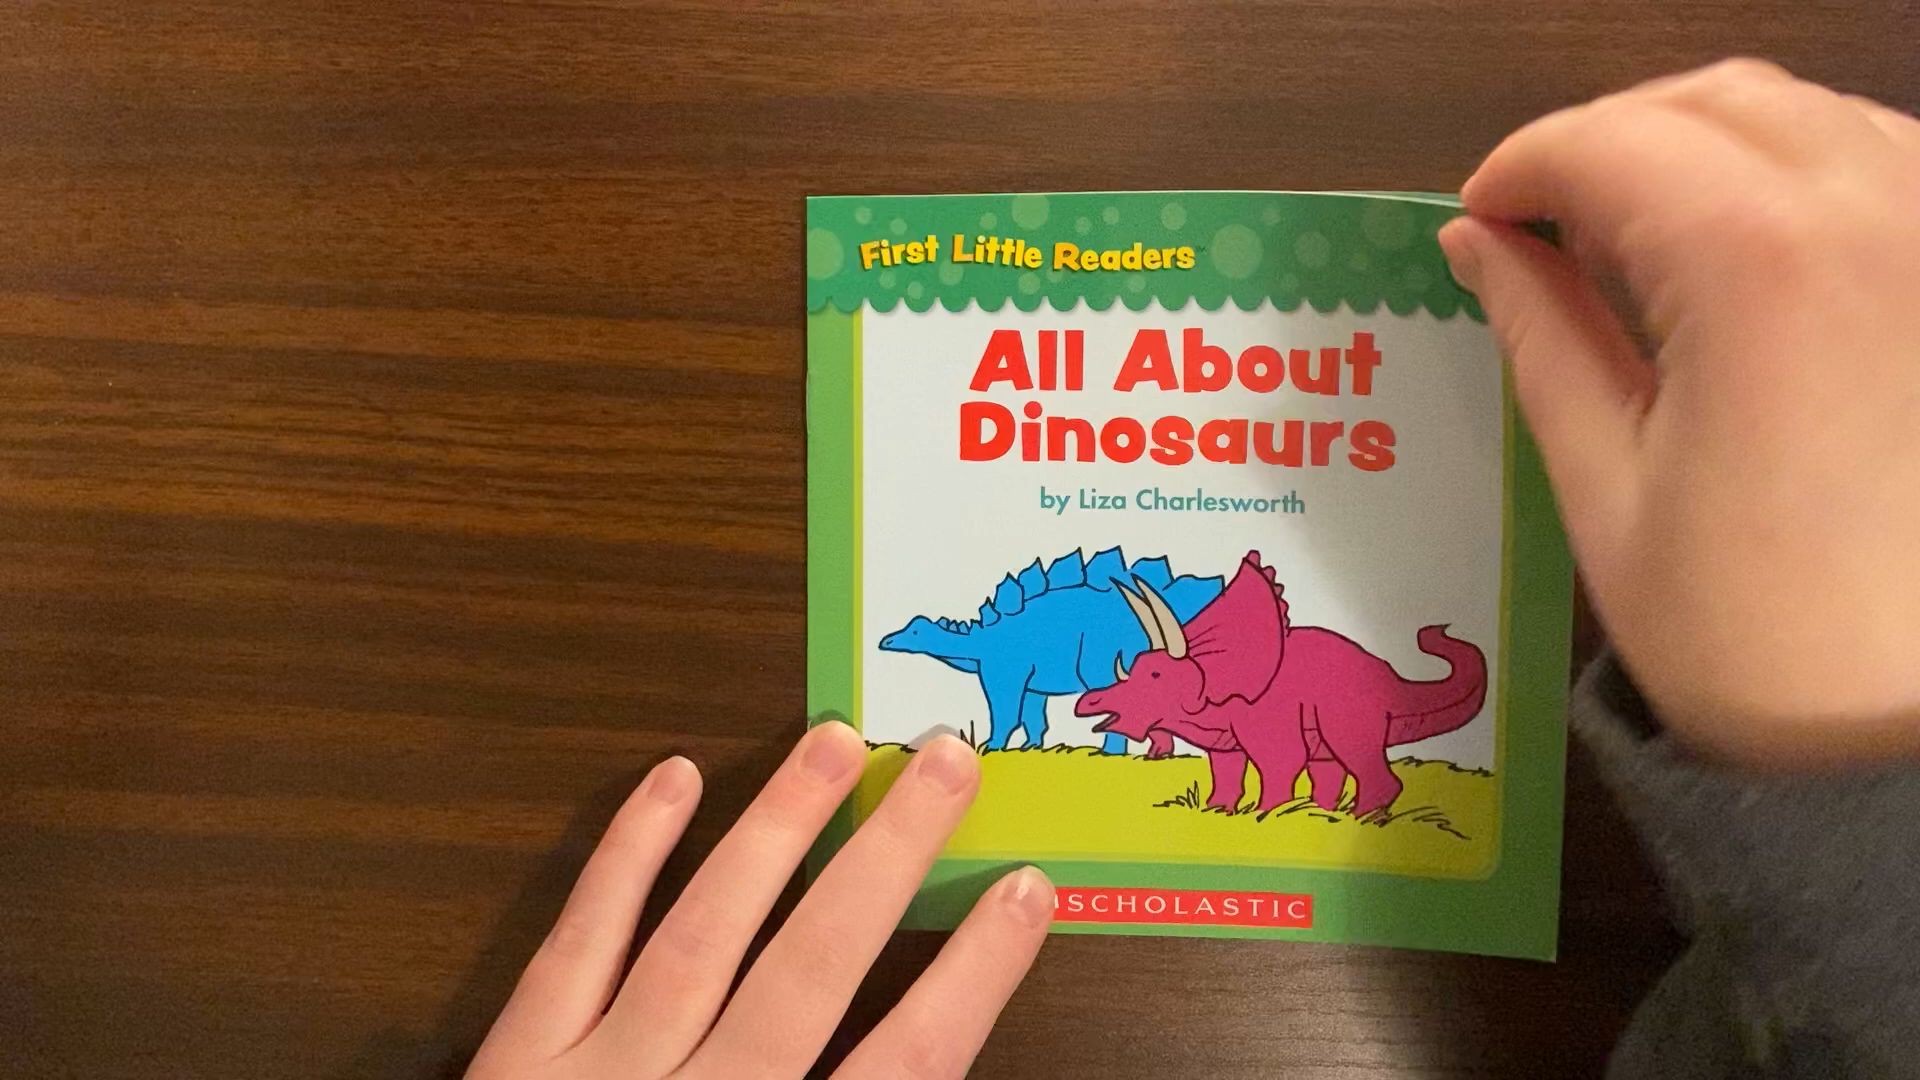 First Little Readers
All About
Dinosaurs
by Liza Charlesworth
SCHOLASTIC